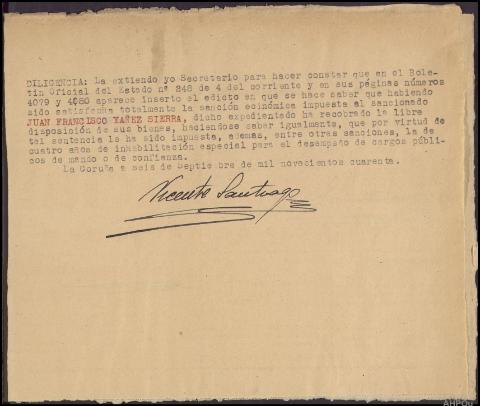 DILIGENCIA: La extiendo yo Secretario para hacer constar que en el Bole-
tin Oficial del Estado nº 248 de 4 del corriente y en sus páginas números
4079 y 4080 aparece inserto el edicto en que se hace saber que habiendo
sido satisfecha totalmente la sanción económica impuesta al sancionado
JUAN FRANCISCO YAÑEZ SIERRA, dicho expedientado ha recobrado la libre
disposición de sus bienes, haciendose saber igualmente, que por virtud de
tal sentencia le ha sido impuesta, además, entre otras sanciones, la de
cuatro años de inhabilitación especial para el desempeño de cargos públi-
cos de mando o de confianza.
La Coruña a seis de Septiembre de mil novecientos cuarenta.
Vicente Santiago
AHPOu